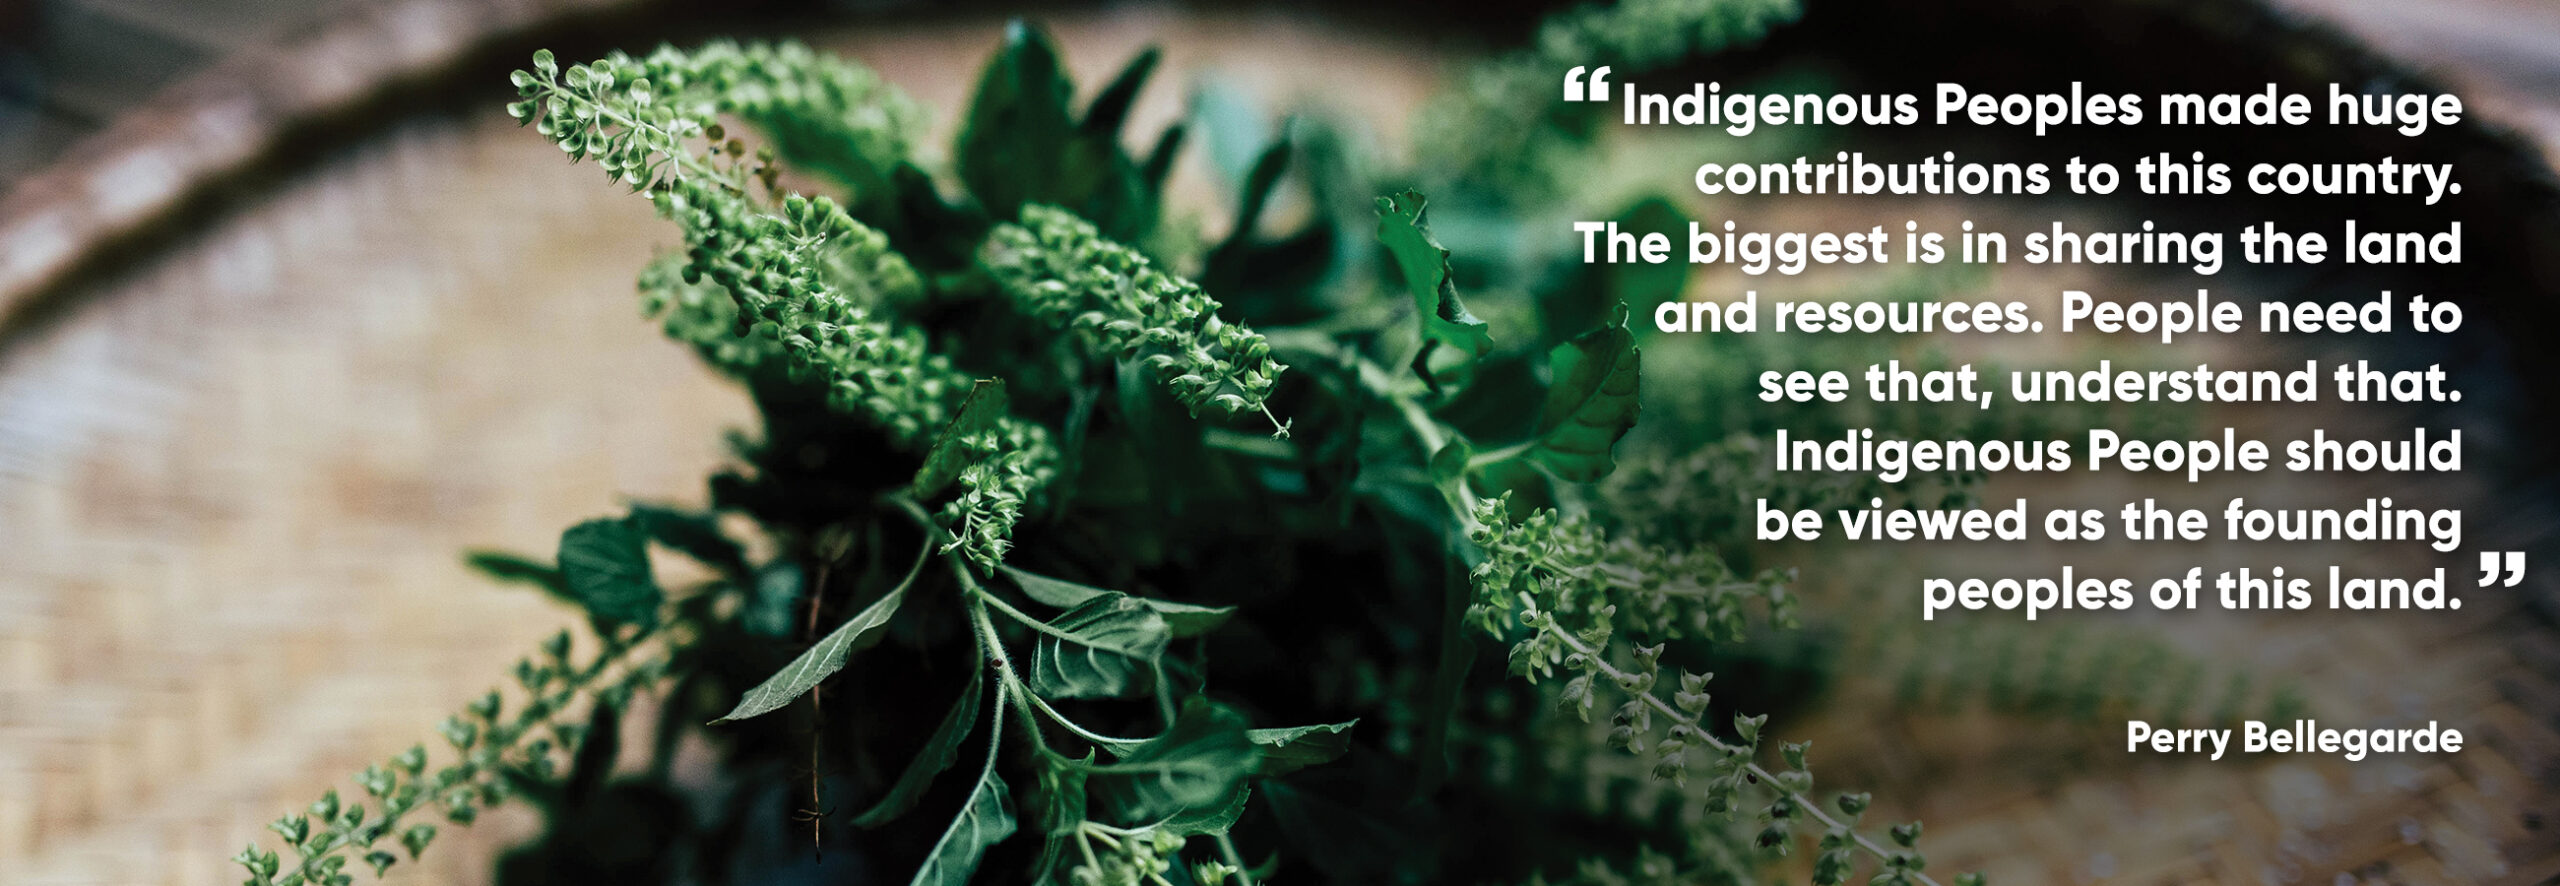 “Indigenous Peoples made huge
contributions to this country.
The biggest is in sharing the land
and resources. People need to
see that, understand that.
Indigenous People should
be viewed as the founding
peoples of this land.”
Perry Bellegarde